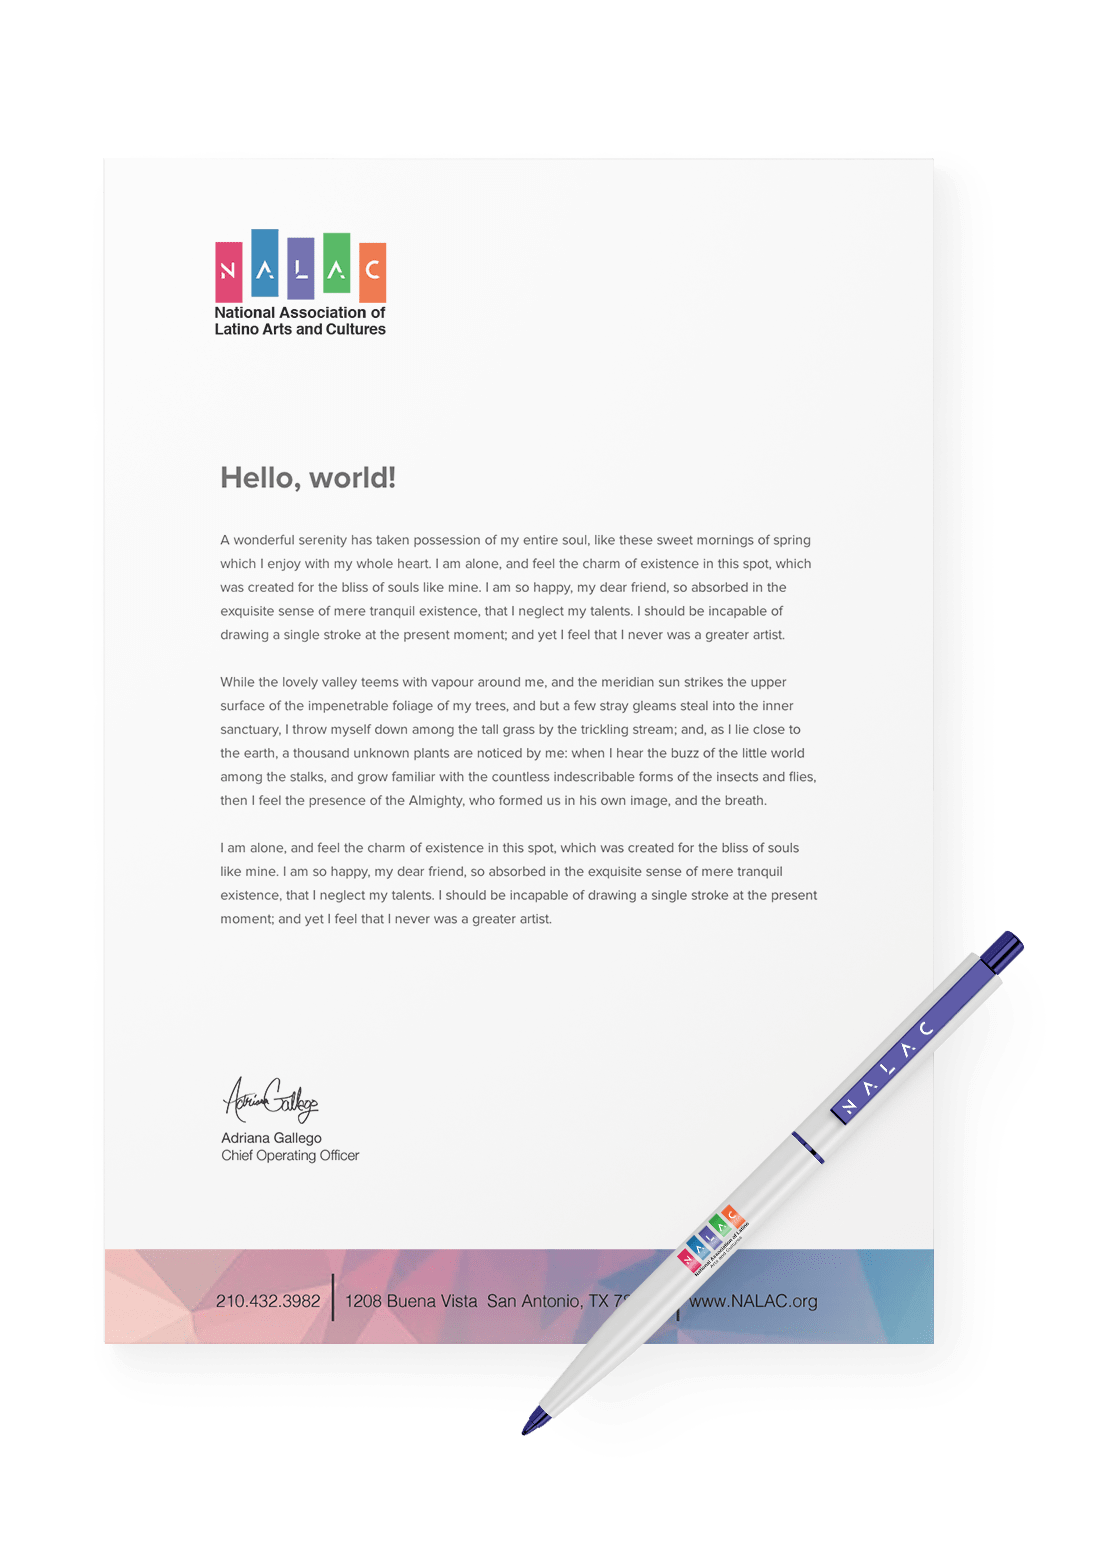 NALAC
National Association of
Latino Arts and Cultures
Hello, world!
A wonderful serenity has taken possession of my entire soul, like these sweet mornings of spring
which I enjoy with my whole heart. I am alone, and feel the charm of existence in this spot, which
was created for the bliss of souls like mine. I am so happy, my dear friend, so absorbed in the
exquisite sense of mere tranquil existence, that I neglect my talents. I should be incapable of
drawing a single stroke at the present moment; and yet I feel that I never was a greater artist.
While the lovely valley teems with vapour around me, and the meridian sun strikes the upper
surface of the impenetrable foliage of my trees, and but a few stray gleams steal into the inner
sanctuary, I throw myself down among the tall grass by the trickling stream; and, as I lie close to
the earth, a thousand unknown plants are noticed by me: when I hear the buzz of the little world
among the stalks, and grow familiar with the countless indescribable forms of the insects and flies,
then I feel the presence of the Almighty, who formed us in his own image, and the breath.
I am alone, and feel the charm of existence in this spot, which was created for the bliss of souls
like mine. I am so happy, my dear friend, so absorbed in the exquisite sense of mere tranquil
existence, that I neglect my talents. I should be incapable of drawing a single stroke at the present
moment; and yet I feel that I never was a greater artist.
Adriana Gallego
Adriana Gallego
Chief Operating Officer
NALAC
NALAC
National Association of Latino
Arts and Cultures
210.432.3982 | 1208 Buena Vista San Antonio, TX | www.NALAC.org